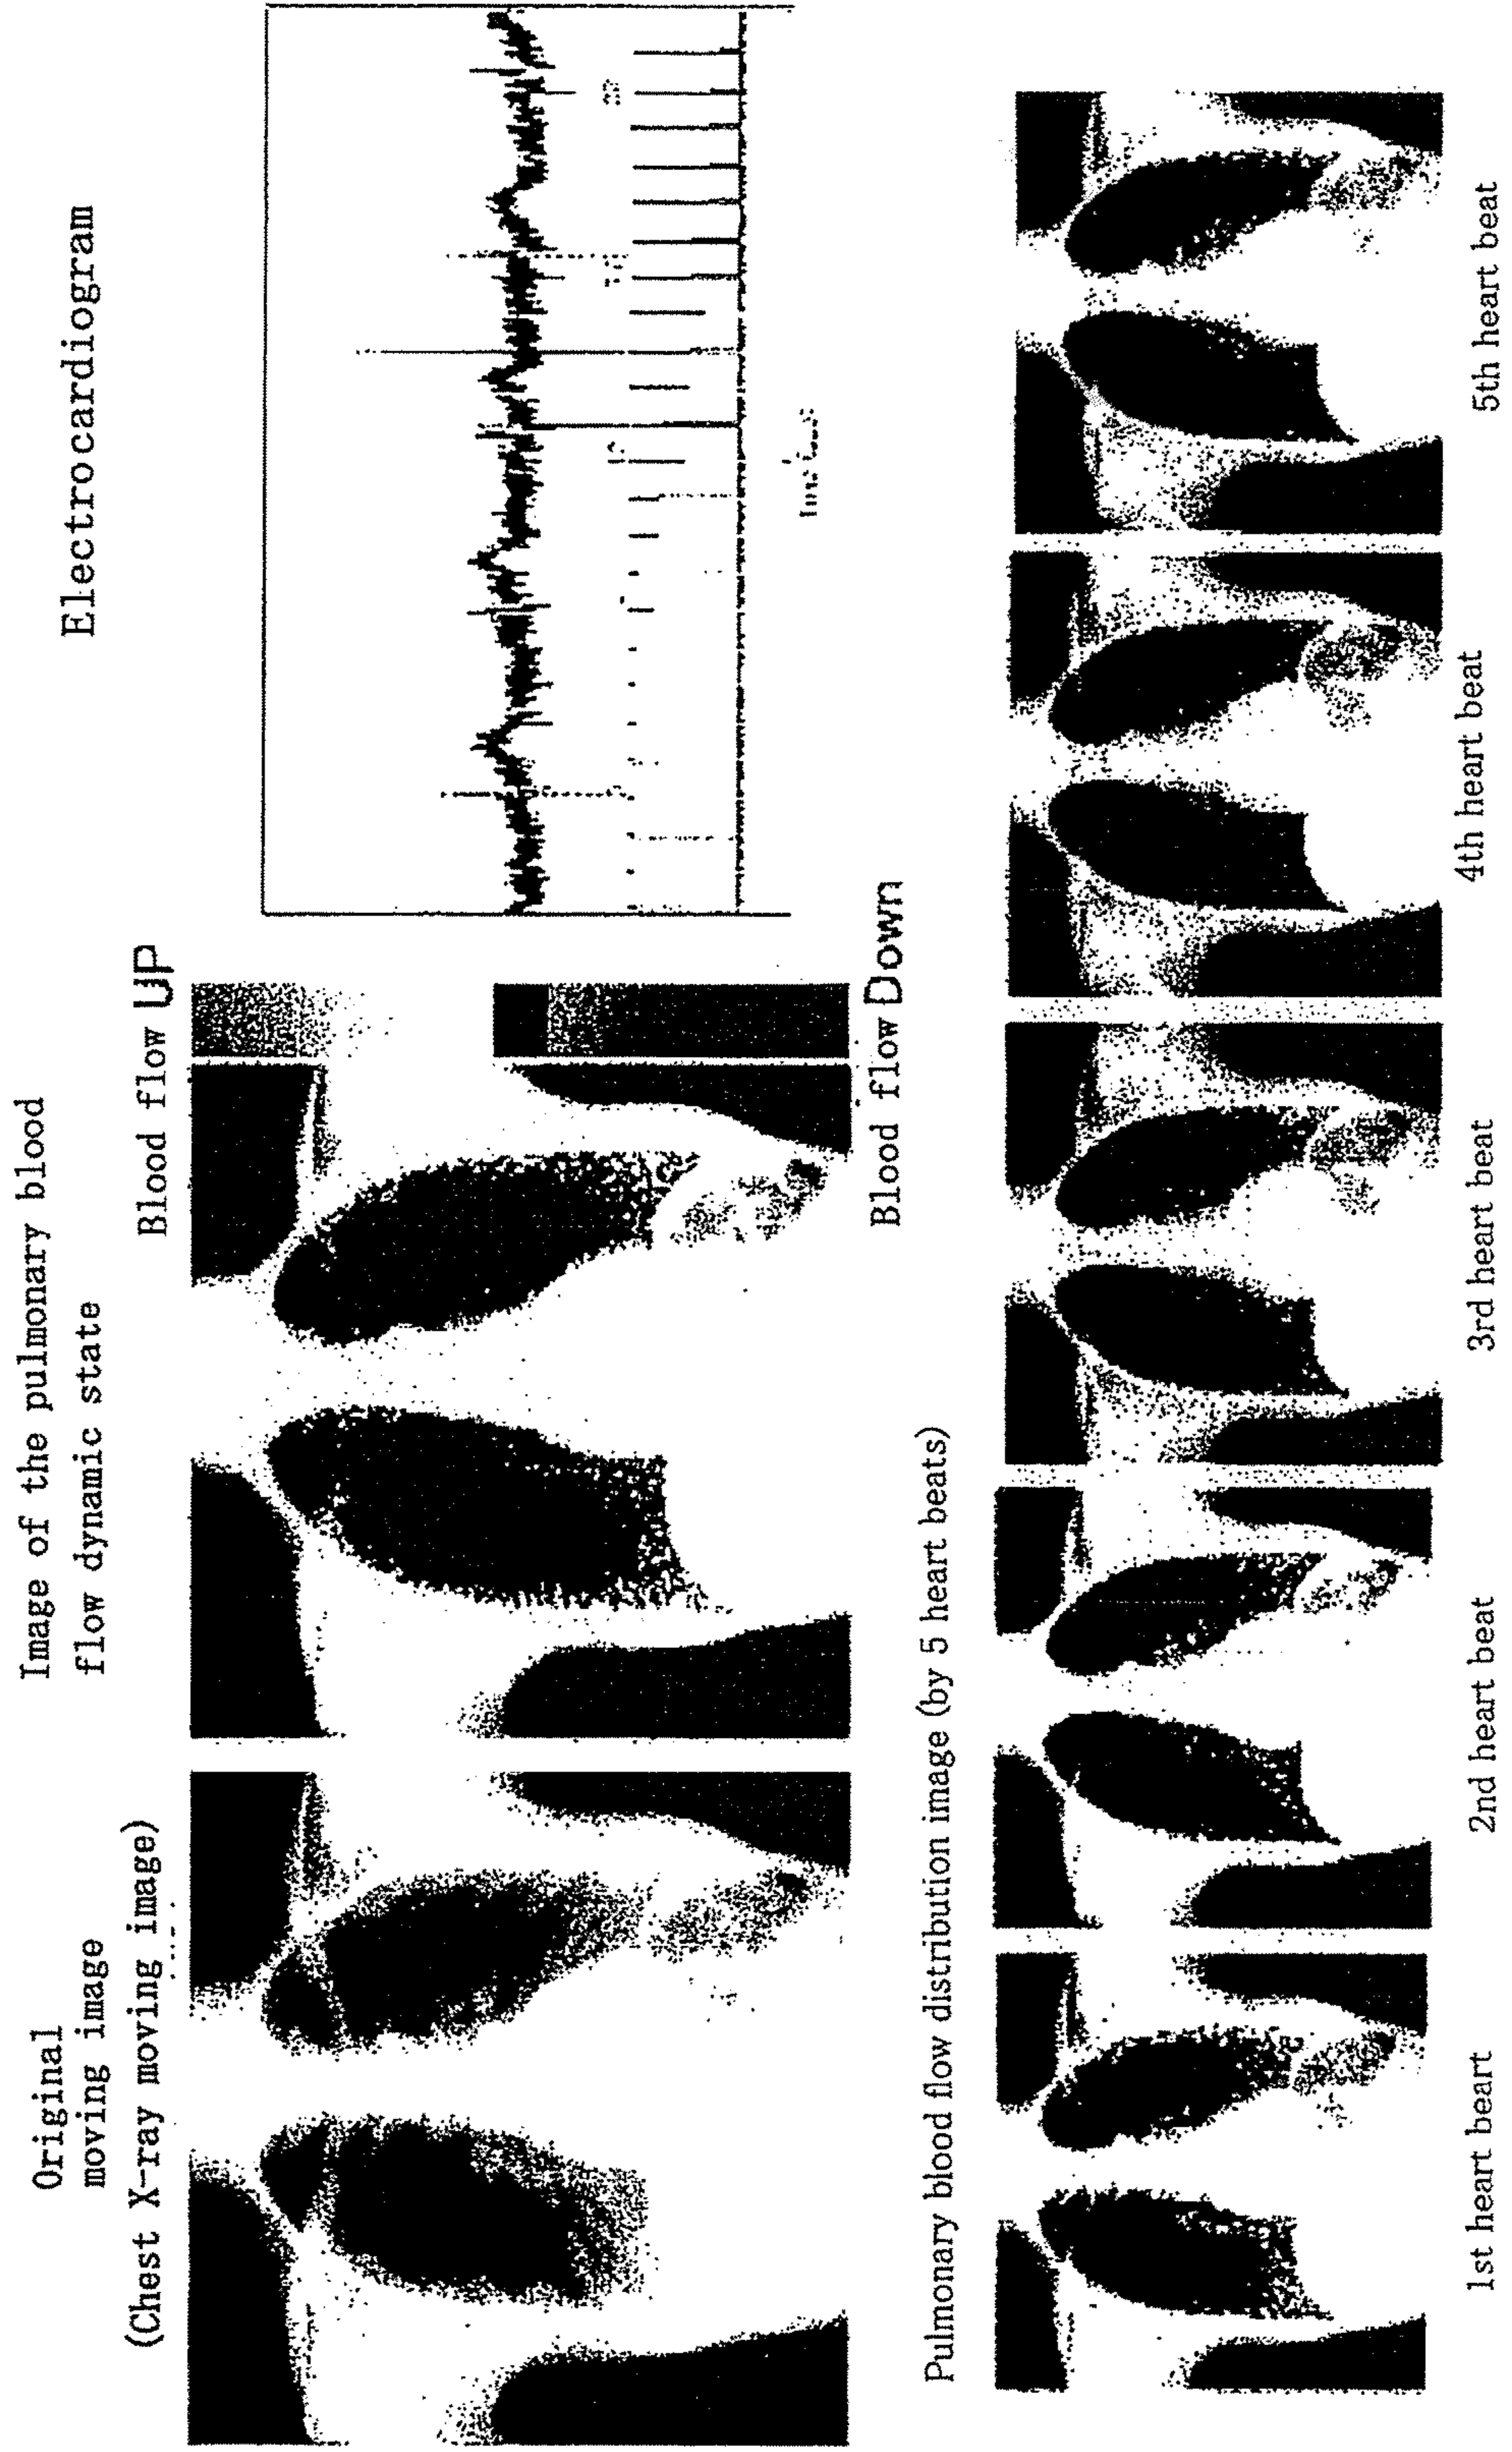 Original
moving image
(Chest X-ray moving image)
Image of the pulmonary blood
flow dynamic state
Blood flow UP
Blood flow Down
Electrocardiogram
Pulmonary blood flow distribution image (by 5 heart beats)
1st heart beart
2nd heart beat
3rd heart beat
4th heart beat
5th heart beat